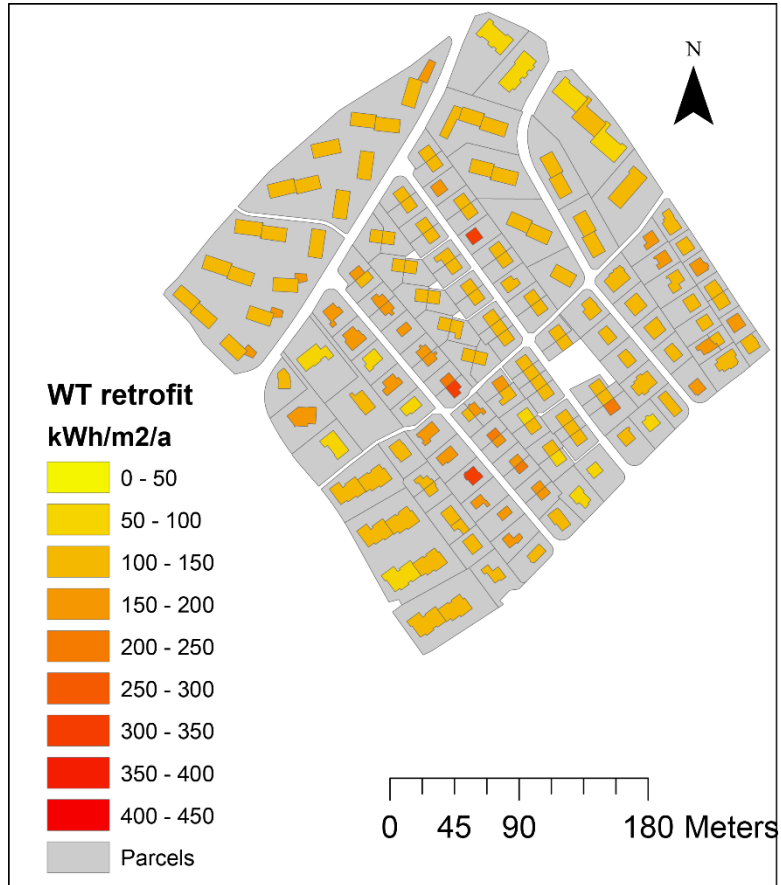 N
WT retrofit
kWh/m2/a
0 - 50
50 - 100
100 - 150
150 - 200
200 - 250
250 - 300
300 - 350
350 - 400
400 - 450
Parcels
0 45 90 180 Meters